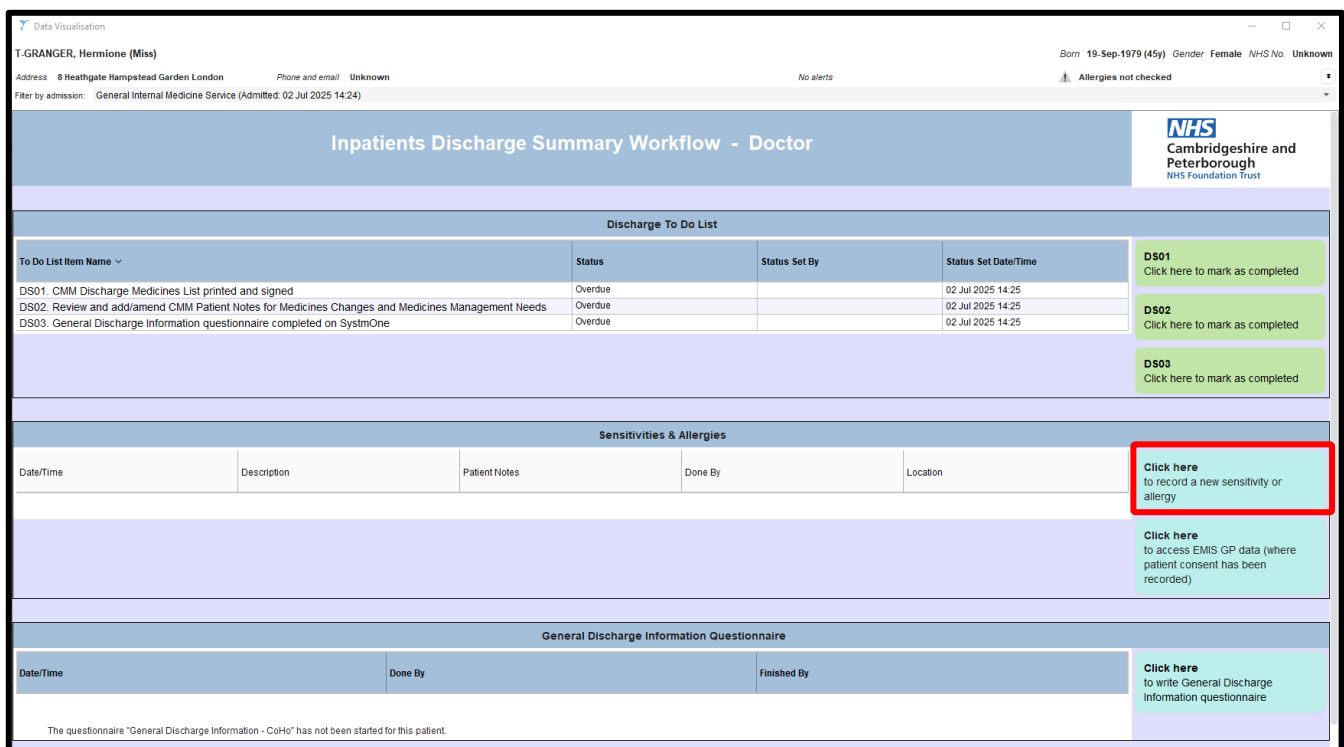 Data Visualisation
T-GRANGER, Hermione (Miss)
Born 19-Sep-1979 (45y) Gender Female NHS No. Unknown
Address 8 Heathgate Hampstead Garden London Phone and email Unknown No alerts Allergies not checked
Filter by admission: General Internal Medicine Service (Admitted: 02 Jul 2025 14:24)
Inpatients Discharge Summary Workflow - Doctor
NHS
Cambridgeshire and
Peterborough
NHS Foundation Trust
Discharge To Do List
To Do List Item Name Status Status Set By Status Set Date/Time
DS01. CMM Discharge Medicines List printed and signed Overdue 02 Jul 2025 14:25
DS02. Review and add/amend CMM Patient Notes for Medicines Changes and Medicines Management Needs Overdue 02 Jul 2025 14:25
DS03. General Discharge Information questionnaire completed on SystmOne Overdue 02 Jul 2025 14:25
DS01
Click here to mark as completed
DS02
Click here to mark as completed
DS03
Click here to mark as completed
Sensitivities & Allergies
Date/Time Description Patient Notes Done By Location
Click here
to record a new sensitivity or
allergy
Click here
to access EMIS GP data (where
patient consent has been
recorded)
General Discharge Information Questionnaire
Date/Time Done By Finished By
The questionnaire "General Discharge Information - CoHo" has not been started for this patient.
Click here
to write General Discharge
Information questionnaire